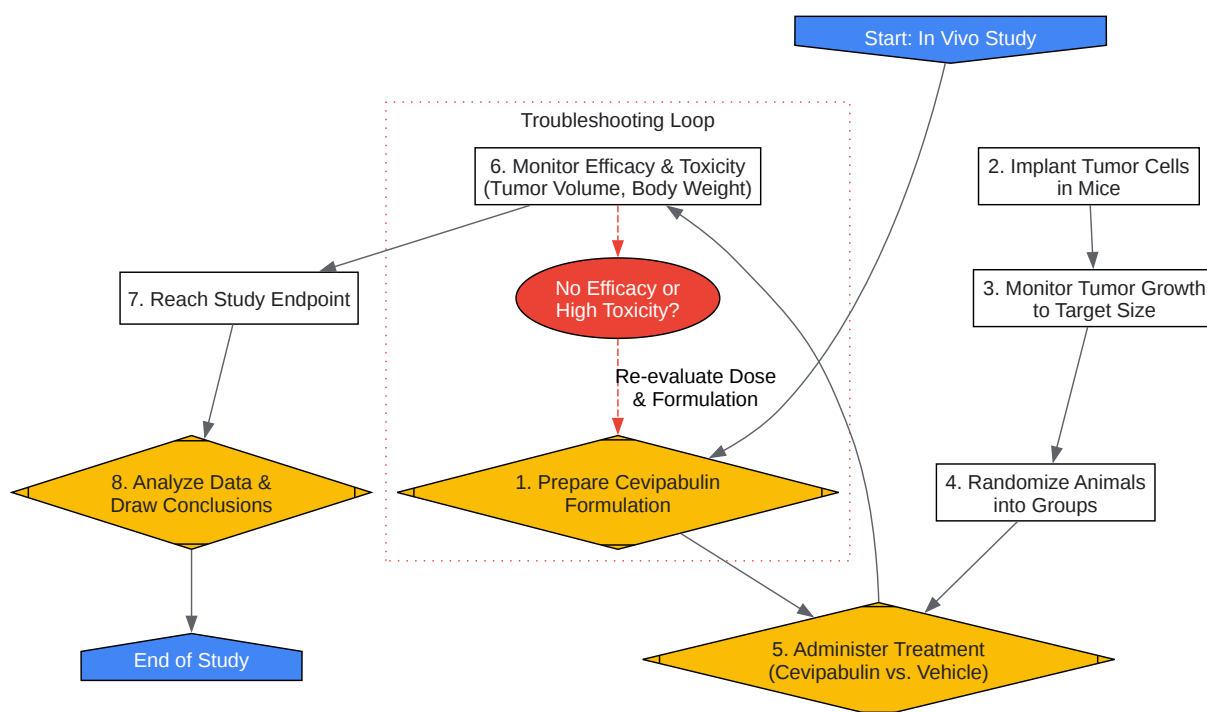 Start: In Vivo Study
Troubleshooting Loop
6. Monitor Efficacy & Toxicity
(Tumor Volume, Body Weight)
2. Implant Tumor Cells
in Mice
7. Reach Study Endpoint
No Efficacy or
High Toxicity?
3. Monitor Tumor Growth
to Target Size
Re-evaluate Dose
& Formulation
8. Analyze Data &
Draw Conclusions
1. Prepare Cevipabulin
Formulation
4. Randomize Animals
into Groups
End of Study
5. Administer Treatment
(Cevipabulin vs. Vehicle)